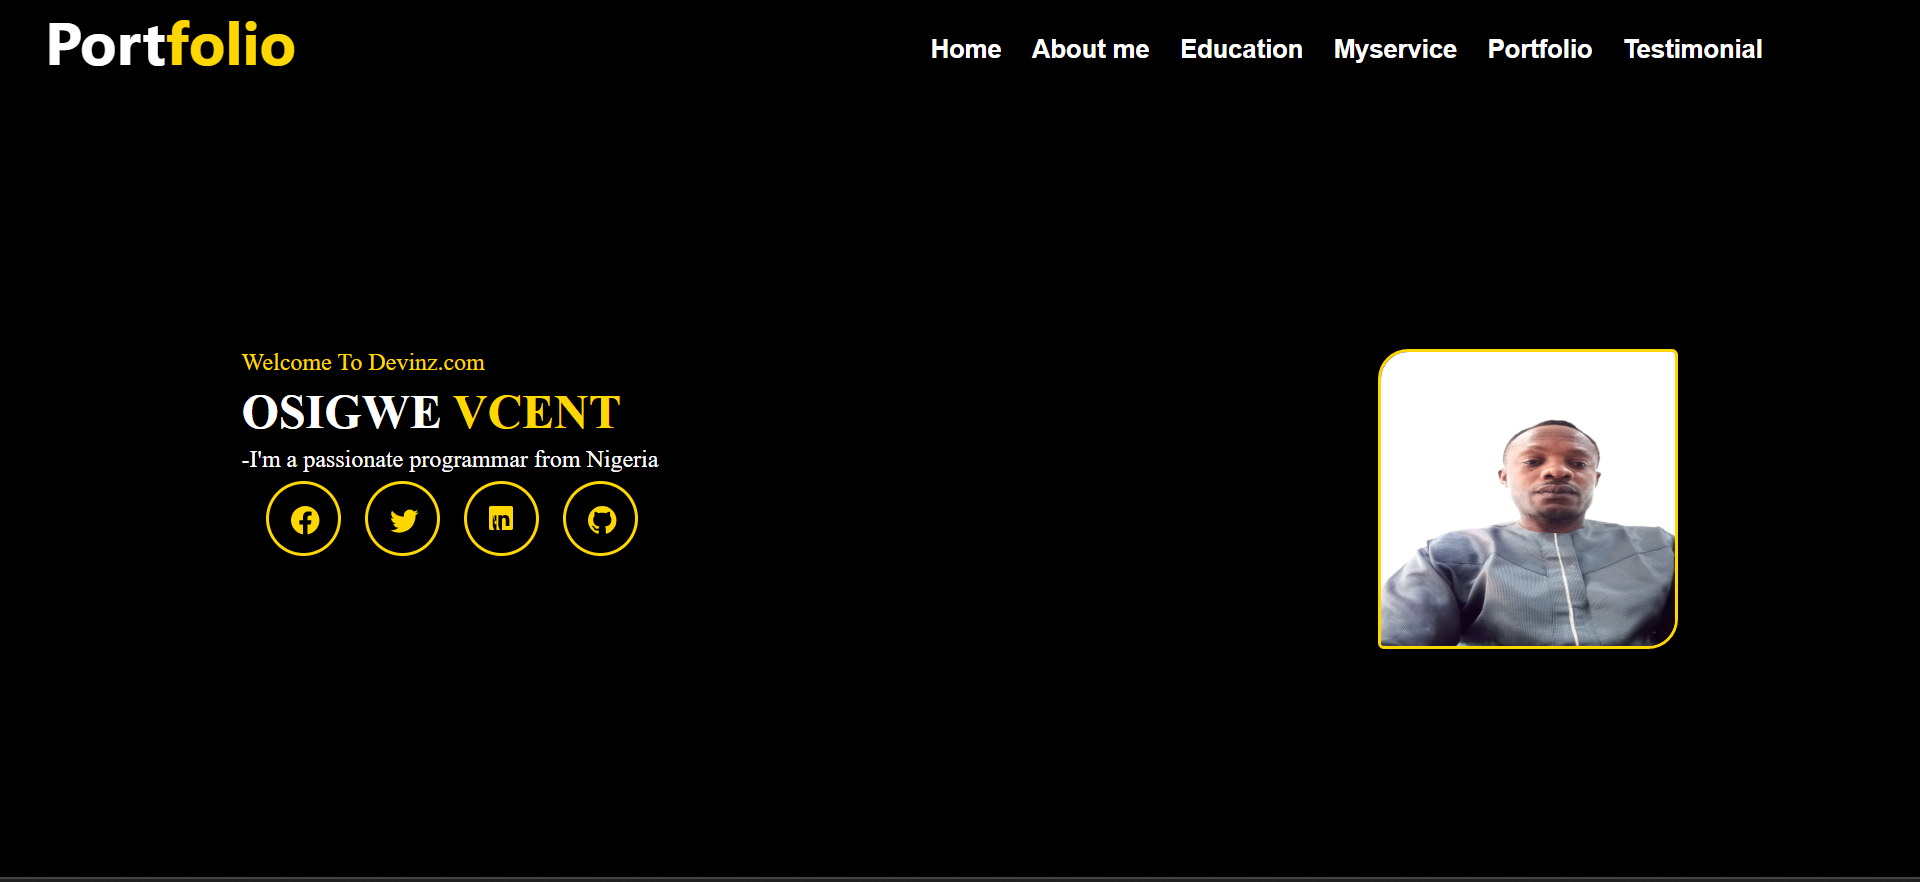 Portfolio
Home About me Education Myservice Portfolio Testimonial
Welcome To Devinz.com
OSIGWE VCENT
-I'm a passionate programmar from Nigeria